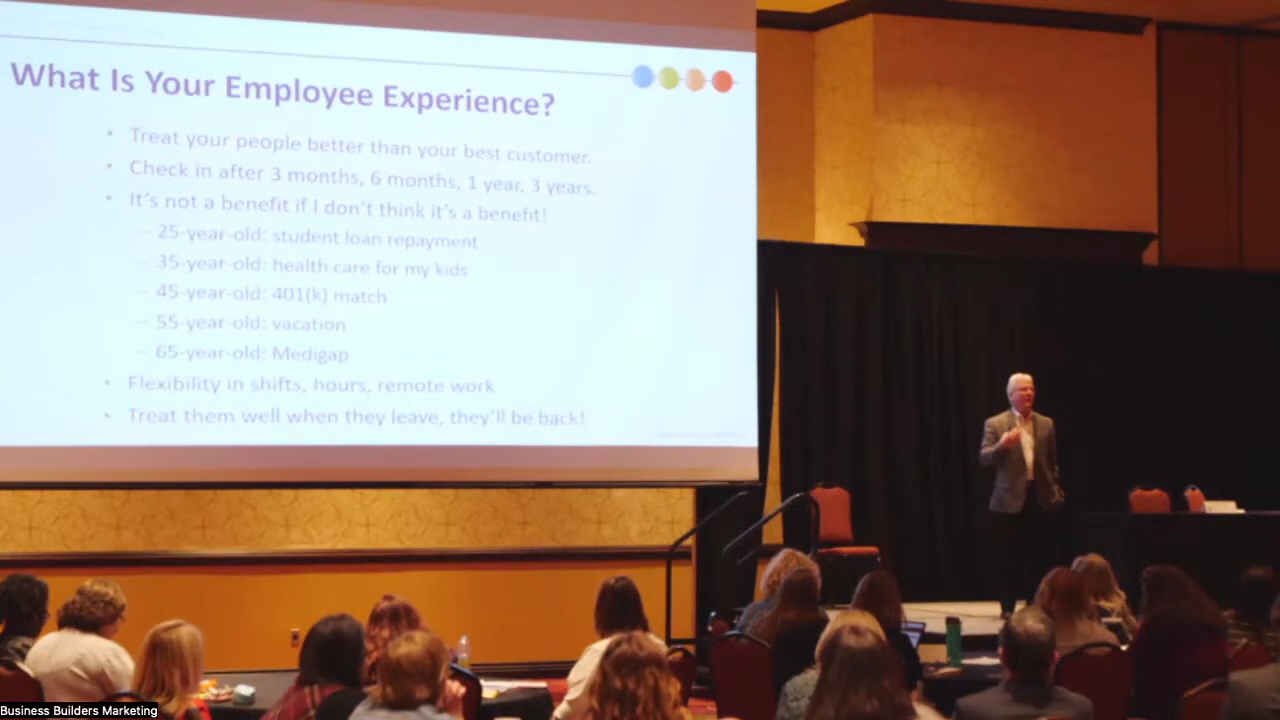 What Is Your Employee Experience?
• Treat your people better than your best customer.
• Check in after 3 months, 6 months, 1 year, 3 years.
• It's not a benefit if I don't think it's a benefit!
– 25-year-old: student loan repayment
– 35-year-old: health care for my kids
– 45-year-old: 401(k) match
– 55-year-old: vacation
– 65-year-old: Medigap
• Flexibility in shifts, hours, remote work
• Treat them well when they leave, they'll be back!
Business Builders Marketing